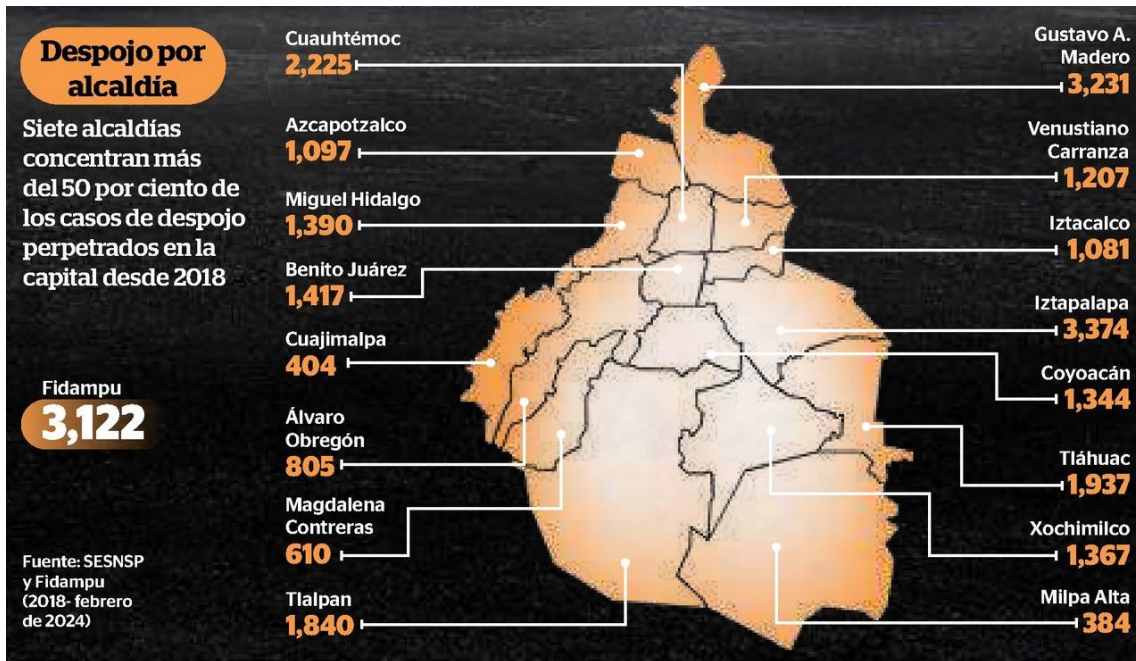 Despojo por
alcaldía
Siete alcaldías
concentran más
del 50 por ciento de
los casos de despojo
perpetrados en la
capital desde 2018
Fidampu
3,122
Fuente: SESNSP
y Fidampu
(2018- febrero
de 2024)
Cuauhtémoc
2,225
Azcapotzalco
1,097
Miguel Hidalgo
1,390
Benito Juárez
1,417
Cuajimalpa
404
Álvaro
Obregón
805
Magdalena
Contreras
610
Tlalpan
1,840
Gustavo A.
Madero
3,231
Venustiano
Carranza
1,207
Iztacalco
1,081
Iztapalapa
3,374
Coyoacán
1,344
Tláhuac
1,937
Xochimilco
1,367
Milpa Alta
384